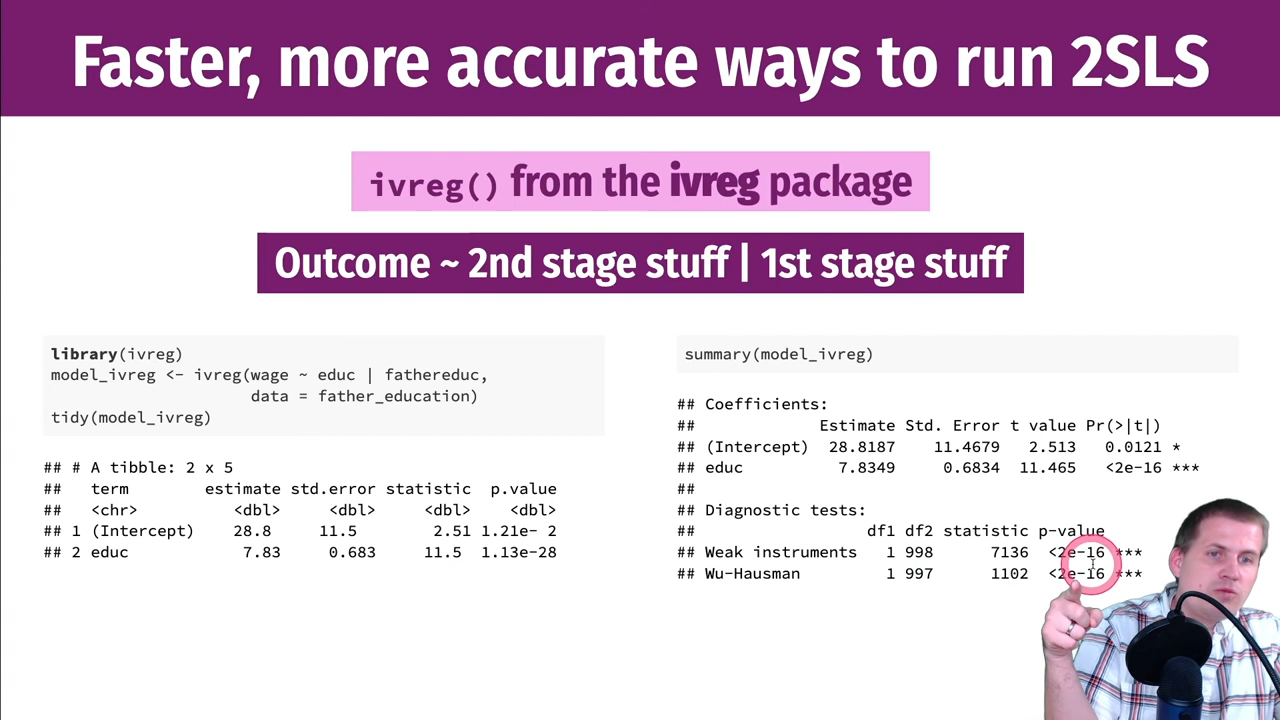 Faster, more accurate ways to run 2SLS
ivreg() from the ivreg package
Outcome ~ 2nd stage stuff | 1st stage stuff
library(ivreg)
model_ivreg <- ivreg(wage ~ educ | fathereduc,
data = father_education)
tidy(model_ivreg)
## # A tibble: 2 x 5
##   term        estimate std.error statistic  p.value
##   <chr>          <dbl>     <dbl>     <dbl>    <dbl>
## 1 (Intercept)    28.8     11.5        2.51 1.21e- 2
## 2 educ            7.83     0.683     11.5  1.13e-28
summary(model_ivreg)
## Coefficients:
##             Estimate Std. Error t value Pr(>|t|)
## (Intercept)  28.8187    11.4679   2.513   0.0121 *
## educ          7.8349     0.6834  11.465   <2e-16 ***
##
## Diagnostic tests:
##                  df1 df2 statistic p-value
## Weak instruments   1 998      7136  <2e-16 ***
## Wu-Hausman         1 997      1102  <2e-16 ***